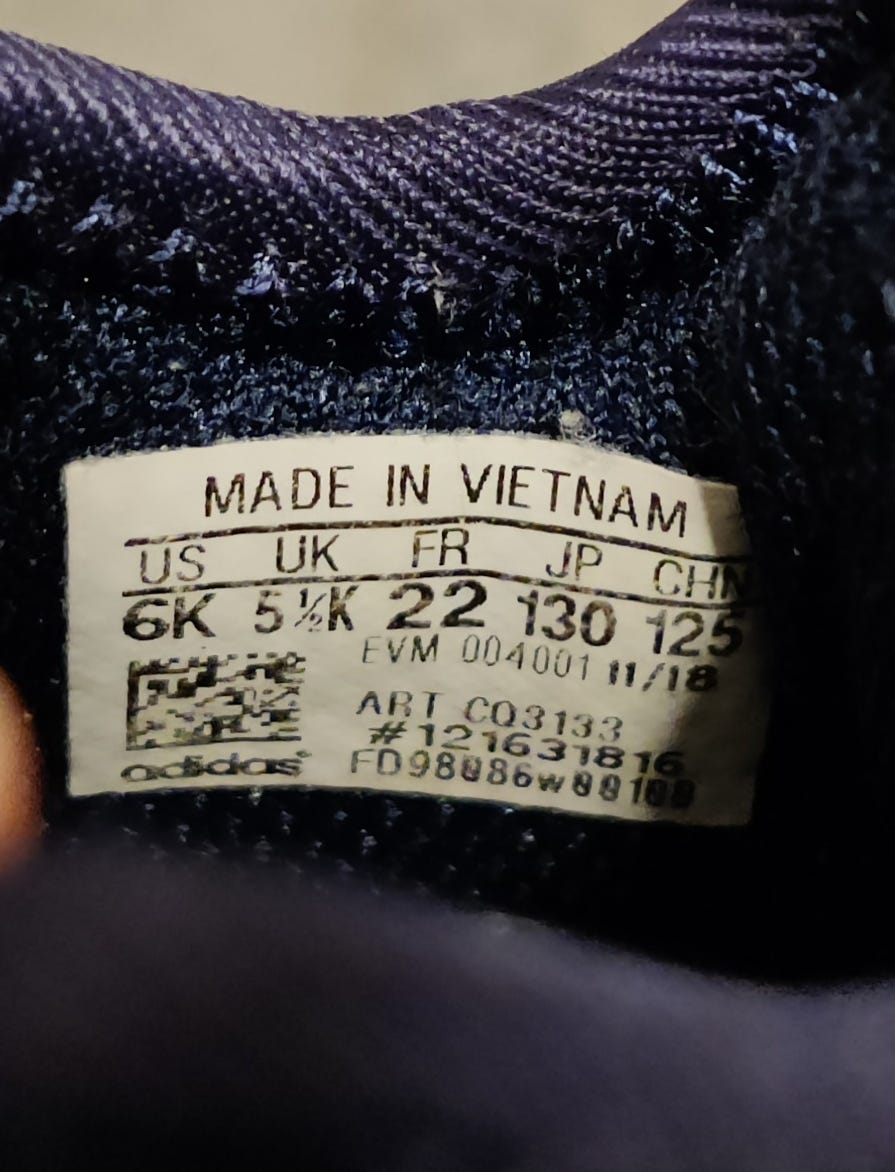 MADE IN VIETNAM
US UK FR JP CHN
6K 5½K 22 130 125
EVM 004001 11/18
ART CQ3133
#121631816
adidas